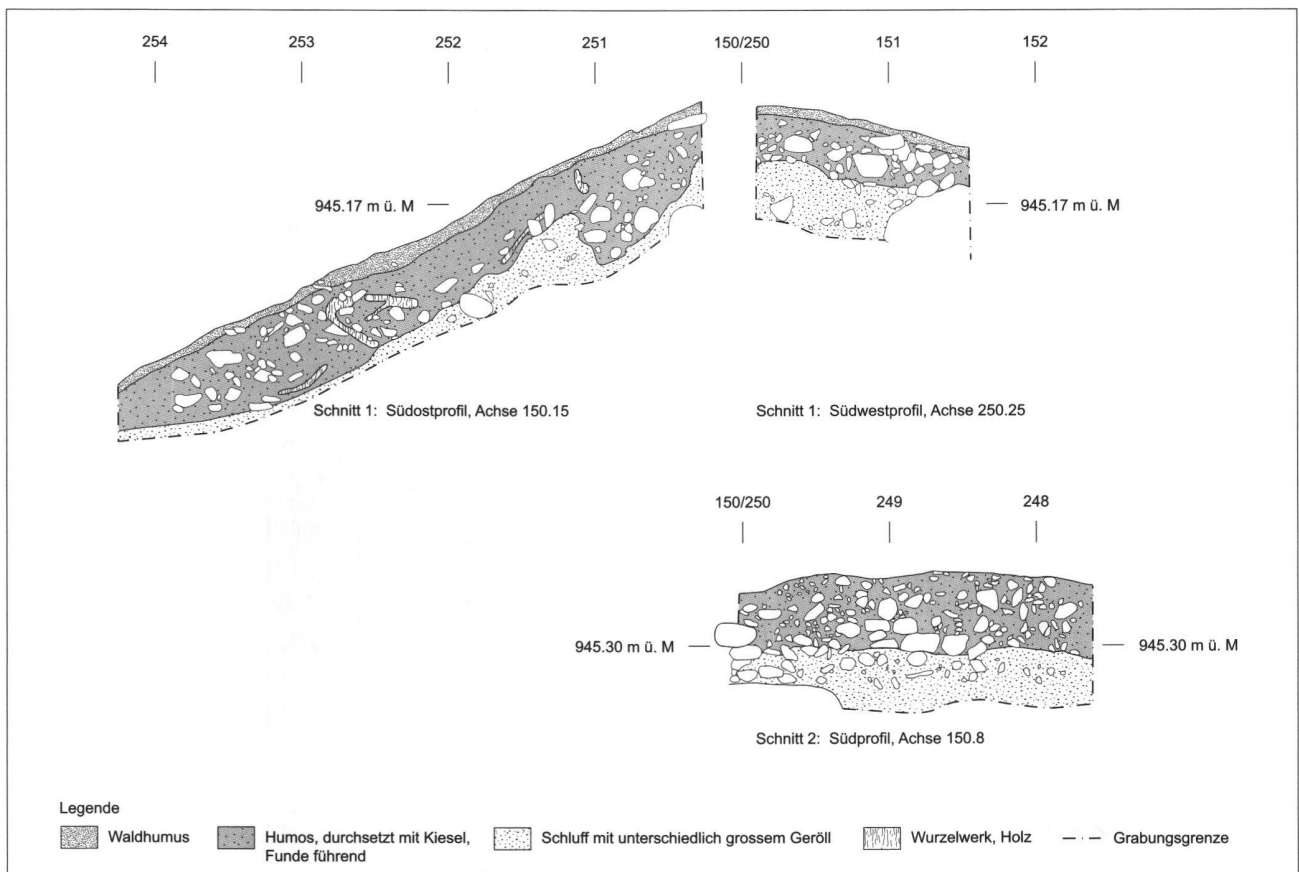 254 253 252 251 150/250 151 152
945.17 m ü. M
945.17 m ü. M
Schnitt 1: Südostprofil, Achse 150.15
Schnitt 1: Südwestprofil, Achse 250.25
150/250 249 248
945.30 m ü. M
945.30 m ü. M
Schnitt 2: Südprofil, Achse 150.8
Legende
Waldhumus
Humos, durchsetzt mit Kiesel,
Funde führend
Schluff mit unterschiedlich grossem Geröll
Wurzelwerk, Holz
Grabungsgrenze